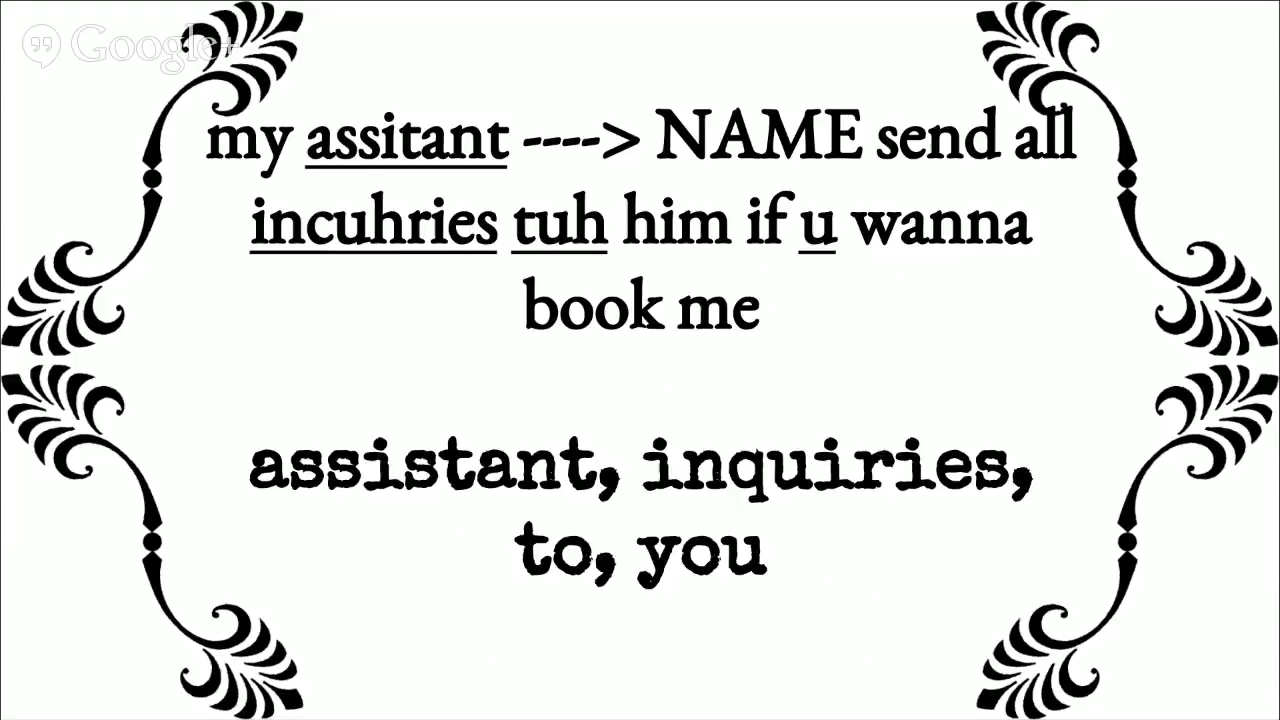 Google+
my assitant ----> NAME send all
incuhries tuh him if u wanna
book me
assistant, inquiries,
to, you